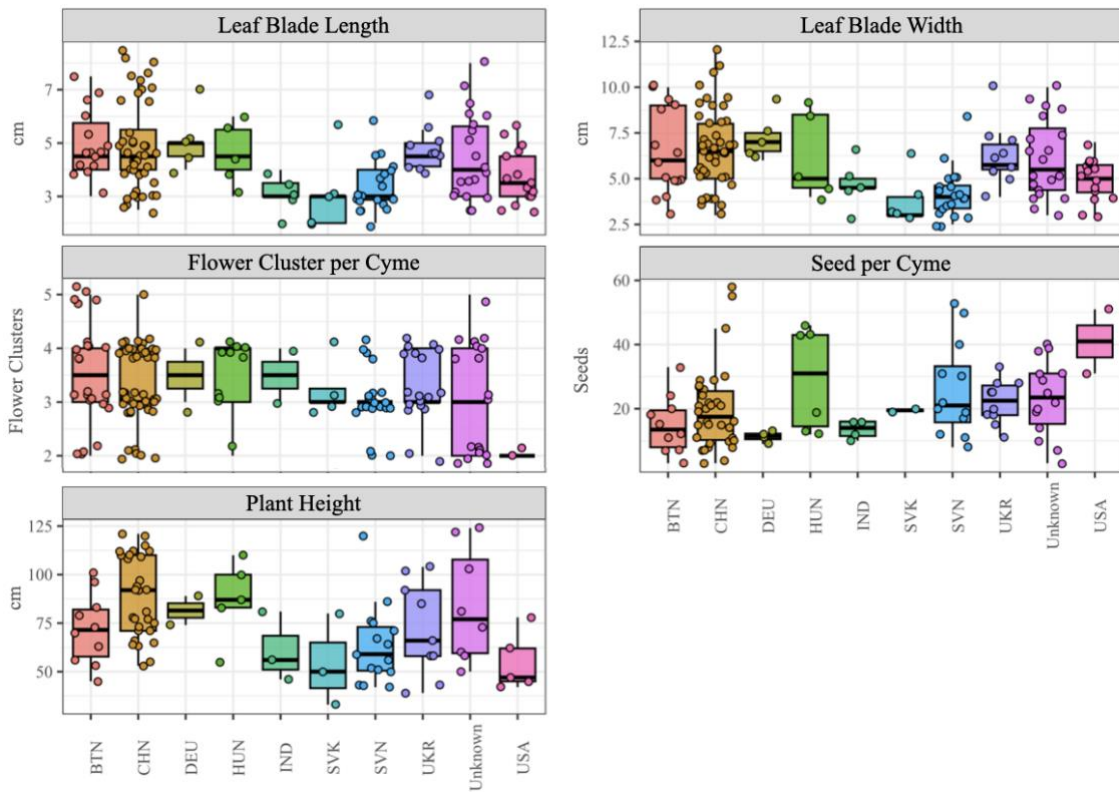 Leaf Blade Length
Leaf Blade Width
cm
7
5
3
cm
12.5
10.0
7.5
5.0
2.5
Flower Cluster per Cyme
Seed per Cyme
Flower Clusters
5
4
3
2
Seeds
60
40
20
BTN
CHN
DEU
HUN
IND
SVK
SVN
UKR
Unknown
USA
Plant Height
cm
125
100
75
50
BTN
CHN
DEU
HUN
IND
SVK
SVN
UKR
Unknown
USA